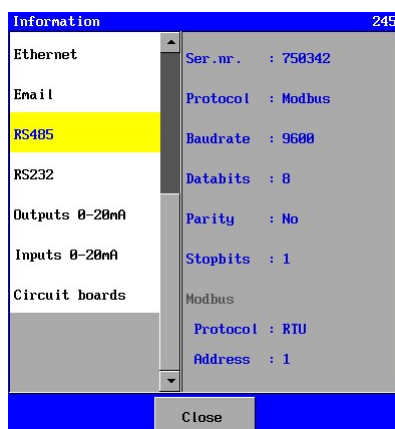 Information 245
Ethernet
Email
RS485
RS232
Outputs 0-20mA
Inputs 0-20mA
Circuit boards
Ser.nr. : 750342
Protocol : Modbus
Baudrate : 9600
Databits : 8
Parity : No
Stopbits : 1
Modbus
Protocol : RTU
Address : 1
Close